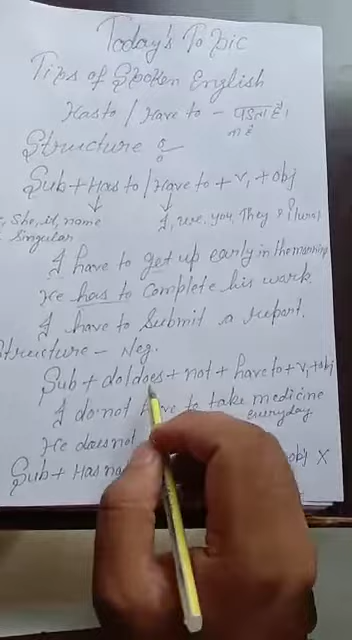 Today's Topic
Tips of Spoken English
Has to / Have to - पड़ता है।
ना है
Structure :-
Sub + Has to / Have to + V1 + obj
She, it, name I, we, you, They & Plural
Singular
I have to get up early in the morning
He has to complete his work.
I have to submit a report.
Structure - Neg.
Sub + do/does + not + have to + V1 + obj
I do not have to take medicine
everyday
He does not
Sub + Has obj X